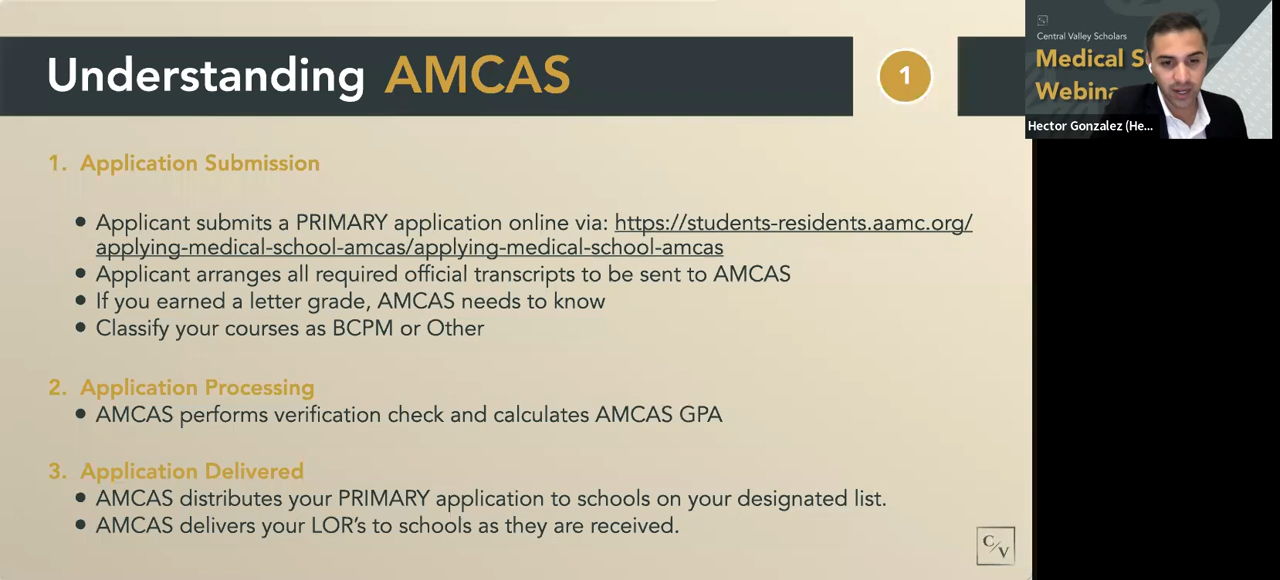 Understanding AMCAS
1
1. Application Submission
• Applicant submits a PRIMARY application online via: https://students-residents.aamc.org/
applying-medical-school-amcas/applying-medical-school-amcas
• Applicant arranges all required official transcripts to be sent to AMCAS
• If you earned a letter grade, AMCAS needs to know
• Classify your courses as BCPM or Other
2. Application Processing
• AMCAS performs verification check and calculates AMCAS GPA
3. Application Delivered
• AMCAS distributes your PRIMARY application to schools on your designated list.
• AMCAS delivers your LOR's to schools as they are received.
C/V
Central Valley Scholars
Medical S
Webina
Hector Gonzalez (He...